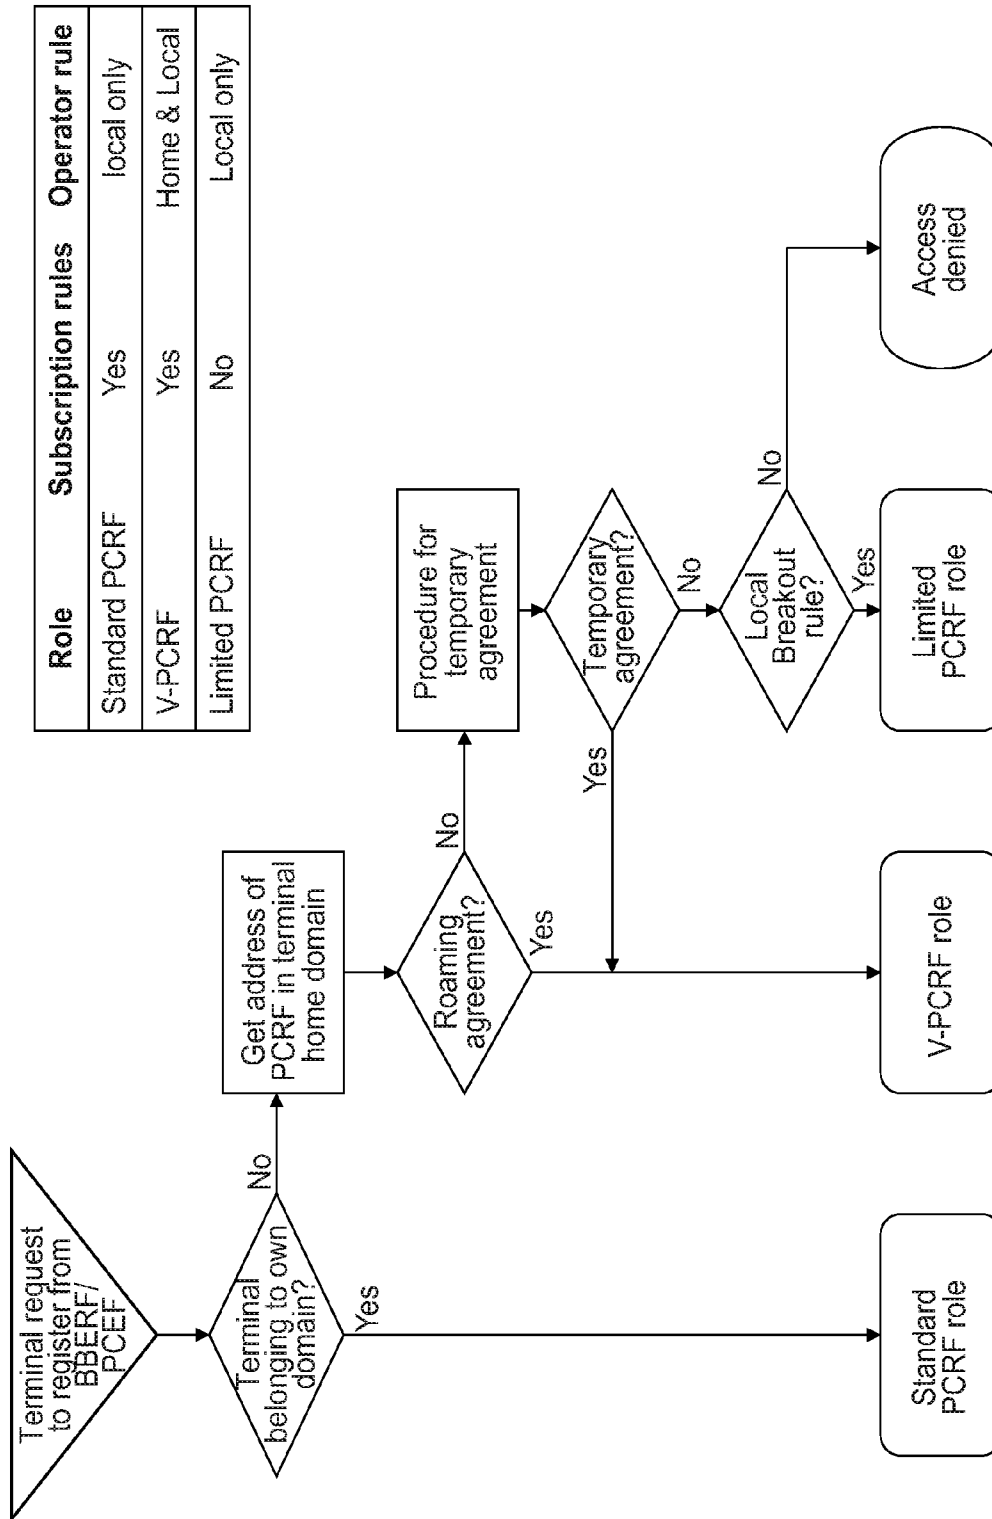 Terminal request
to register from
BBERF/
PCEF
Terminal
belonging to own
domain?
No
Yes
Get address of
PCRF in terminal
home domain
Roaming
agreement?
No
Yes
Procedure for
temporary
agreement
Temporary
agreement?
Yes
No
Local
Breakout
rule?
No
Yes
Standard
PCRF role
V-PCRF role
Limited
PCRF role
Access
denied
Role Subscription rules Operator rule
Standard PCRF Yes local only
V-PCRF Yes Home & Local
Limited PCRF No Local only